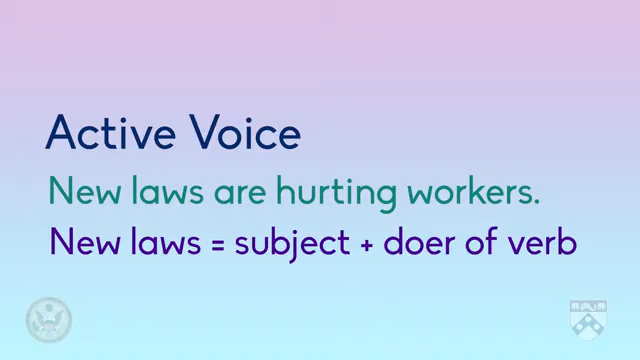 Active Voice
New laws are hurting workers.
New laws = subject + doer of verb